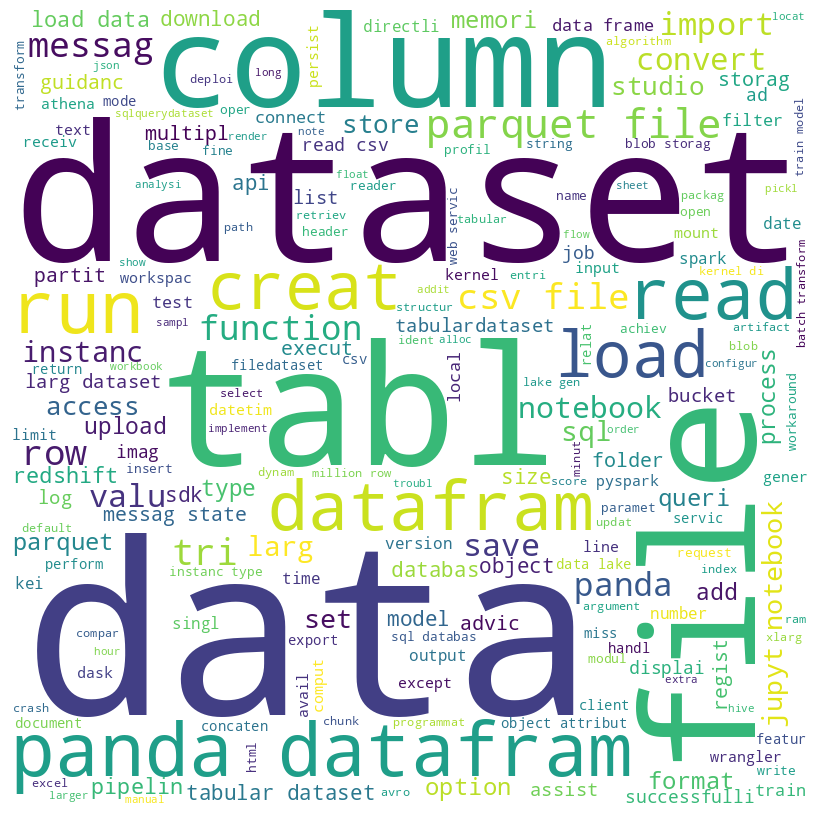 load data
download
directli
memori
data frame
import
locat
messag
column
algorithm
transform
json
guidanc
deploi
long
persist
convert
athena
mode
sqlquerydataset
oper
connect
store
parquet file
studio
storag
ad
filter
text
multipl
receiv
base
fine
render
note
read csv
profil
string
blob storag
train model
dataset
analysi
api
list
float
reader
retriev
header
path
web servic
tabular
name
sheet
packag
open
pickl
mount
date
flow
show
partit
workspac
kernel
entri
input
job
spark
kernel di
batch transform
run
creat
test
sampl
addit
structur
csv file
read
artifact
function
tabulardataset
relat
achiev
instanc
execut
ident
alloc
load
blob
configur
return
workbook
filedataset
csv
local
larg dataset
tabl
select
lake gen
process
workaround
access
datetim
implement
notebook
bucket
upload
limit
imag
sql
order
row
insert
redshift
dynam
million row
troubl
size
score
minut
folder
pyspark
gener
log
valu
sdk
type
datafram
paramet
queri
messag state
updat
servic
default
parquet
tri
larg
version
save
line
file
request
perform
instanc type
time
databas
object
data lake
index
kei
panda
add
jupyt notebook
argument
ram
data
set
model
advic
number
singl
compar
export
sql databas
miss
handl
modul
xlarg
hour
output
displai
regist
dask
avail
comput
except
client
extra
hive
crash
document
concaten
chunk
programmat
object attribut
featur
panda datafram
html
wrangler
excel
pipelin
option
format
write
larger
manual
tabular dataset
avro
assist
successfulli
train